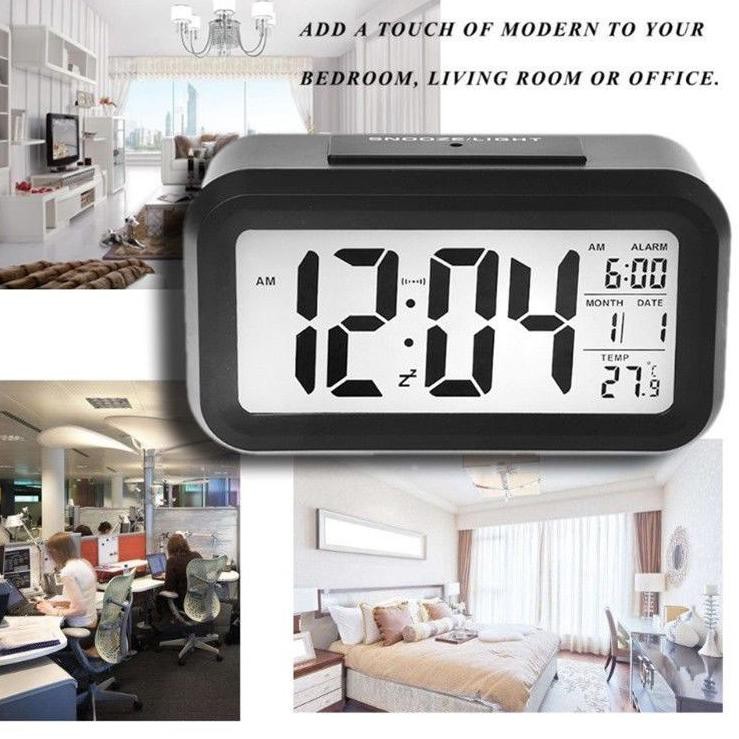 ADD A TOUCH OF MODERN TO YOUR
BEDROOM, LIVING ROOM OR OFFICE.
SNOOZE/LIGHT
AM 12:04
AM ALARM
6:00
MONTH DATE
1 1
TEMP
27.9°C
Zz